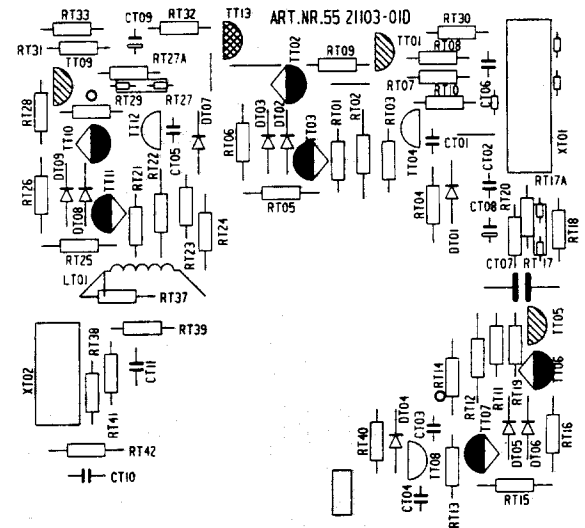 ART.NR.55 21103-01D
RT33
CT09
RT32
TT13
RT30
RT31
TT09
RT27A
TT02
RT09
TT01
RT08
RT07
RT10
CT06
RT29
RT27
DT07
RT28
TT10
TT12
CT05
RT06
DT03
DT02
TT03
RT01
RT02
RT03
TT04
CT01
CT02
XT01
RT26
DT09
DT08
TT11
RT21
RT22
RT23
RT24
RT05
RT04
DT01
CT08
RT20
RT17A
RT18
RT25
LT01
RT37
CT07
RT17
XT02
RT38
RT39
CT11
RT41
RT42
CT10
TT05
TT06
RT14
RT12
RT11
RT19
RT40
DT04
CT03
TT08
CT04
RT13
TT07
DT05
DT06
RT16
RT15